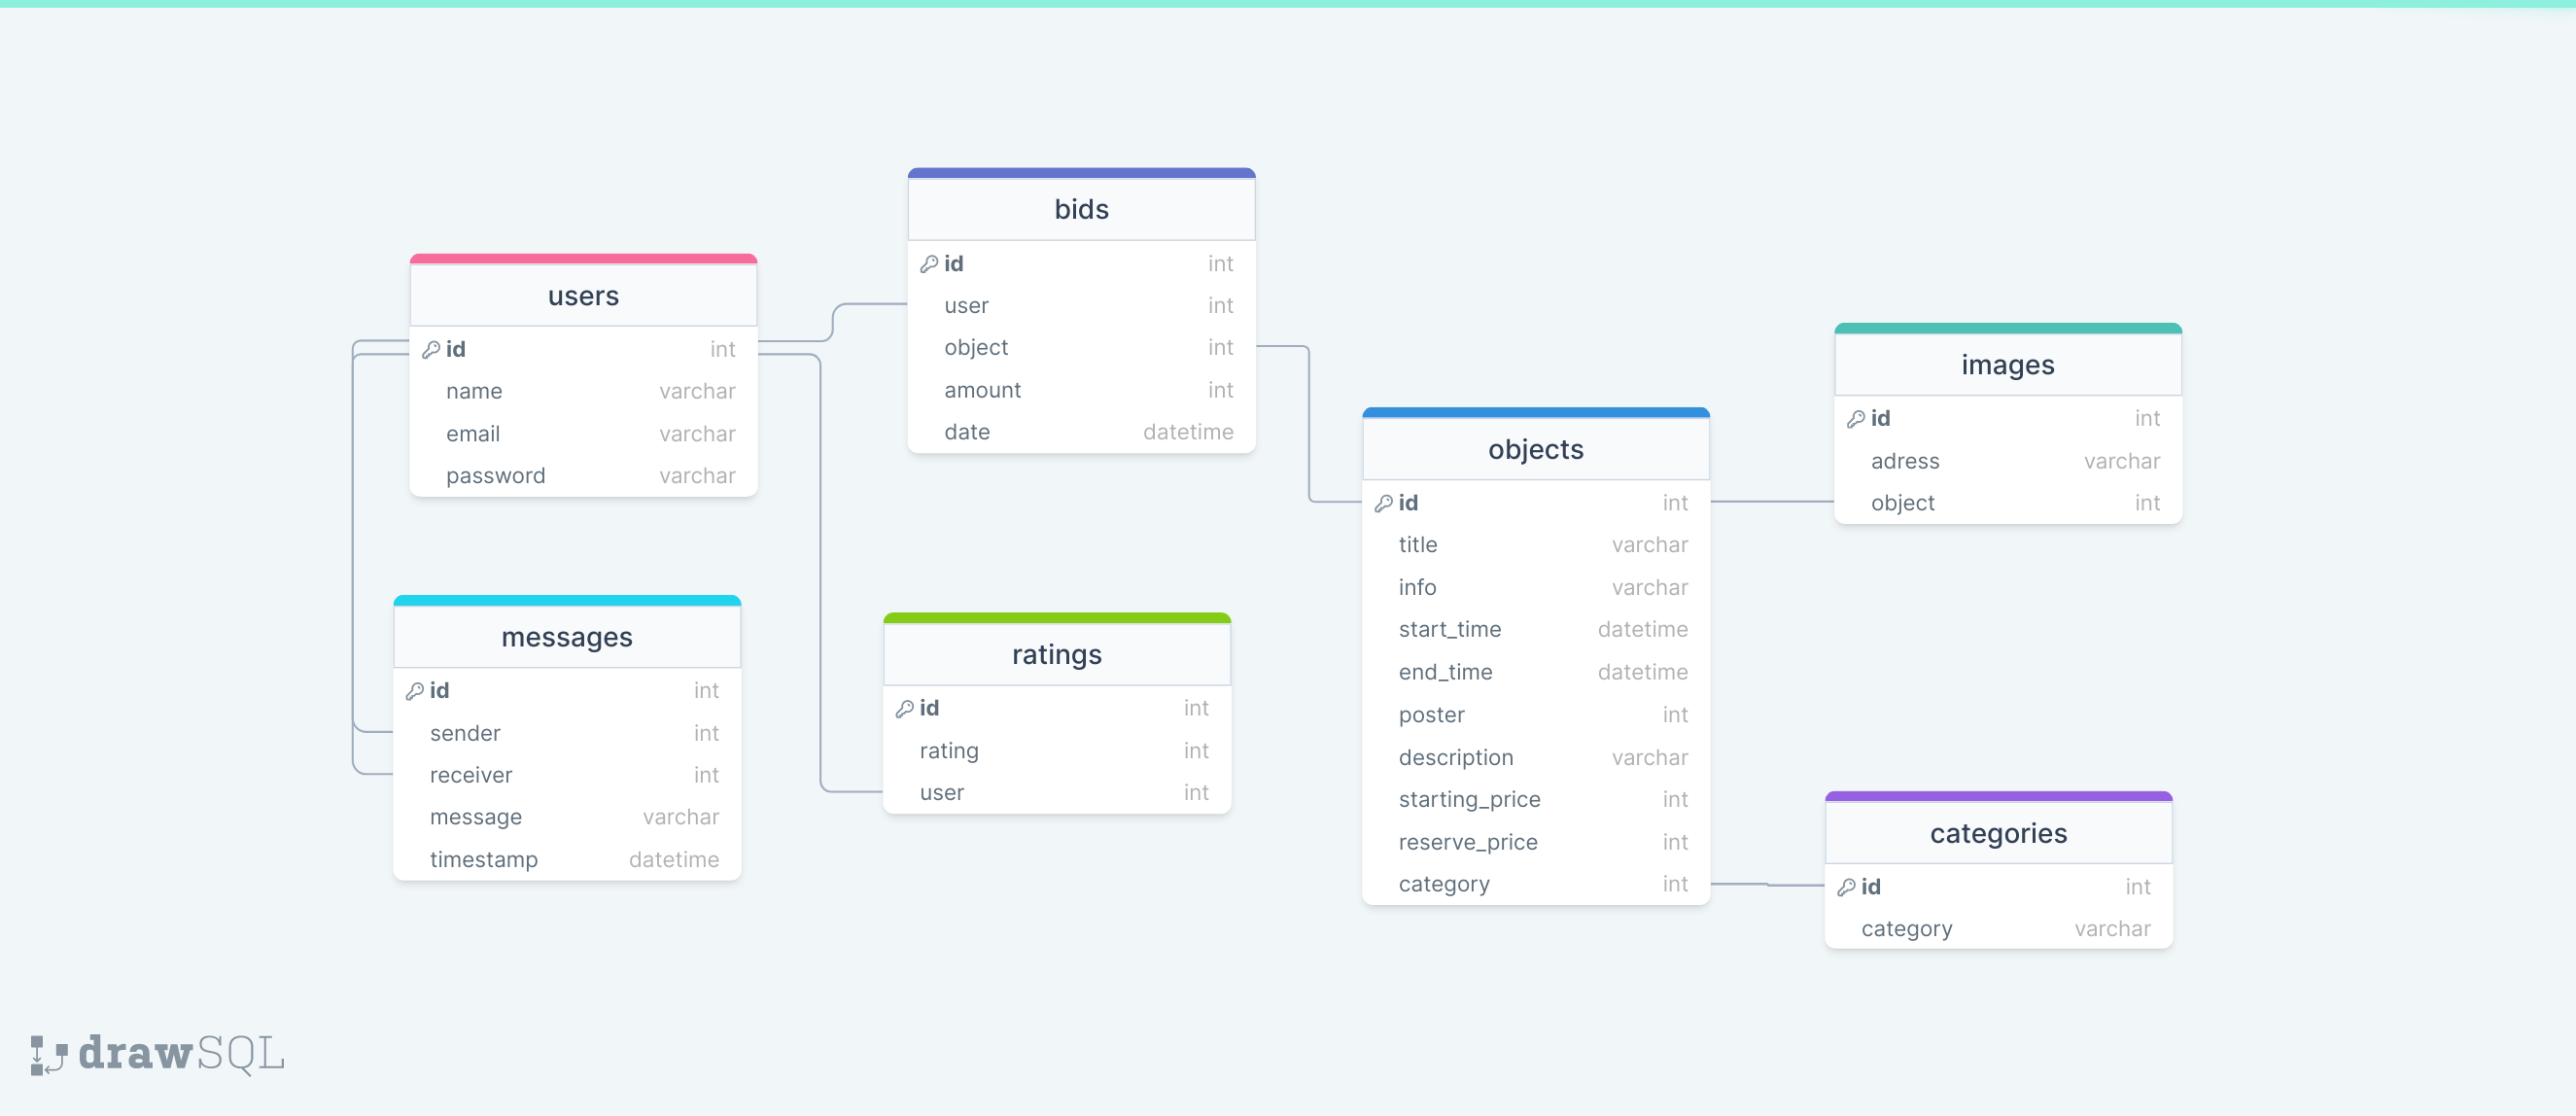 users
id int
name varchar
email varchar
password varchar
messages
id int
sender int
receiver int
message varchar
timestamp datetime
bids
id int
user int
object int
amount int
date datetime
ratings
id int
rating int
user int
objects
id int
title varchar
info varchar
start_time datetime
end_time datetime
poster int
description varchar
starting_price int
reserve_price int
category int
images
id int
adress varchar
object int
categories
id int
category varchar
drawSQL